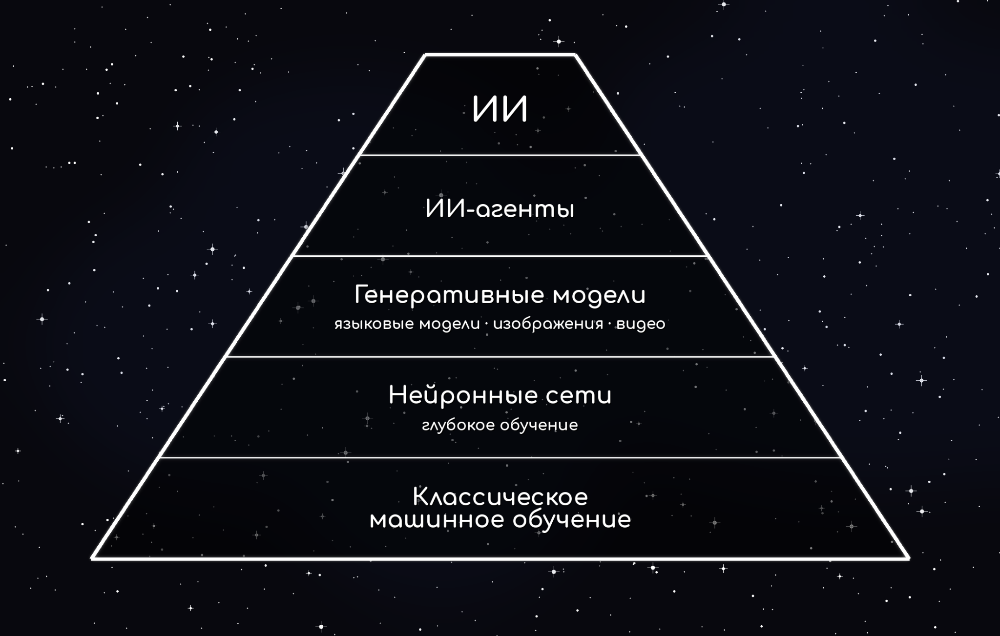 ИИ
ИИ-агенты
Генеративные модели
языковые модели · изображения · видео
Нейронные сети
глубокое обучение
Классическое
машинное обучение